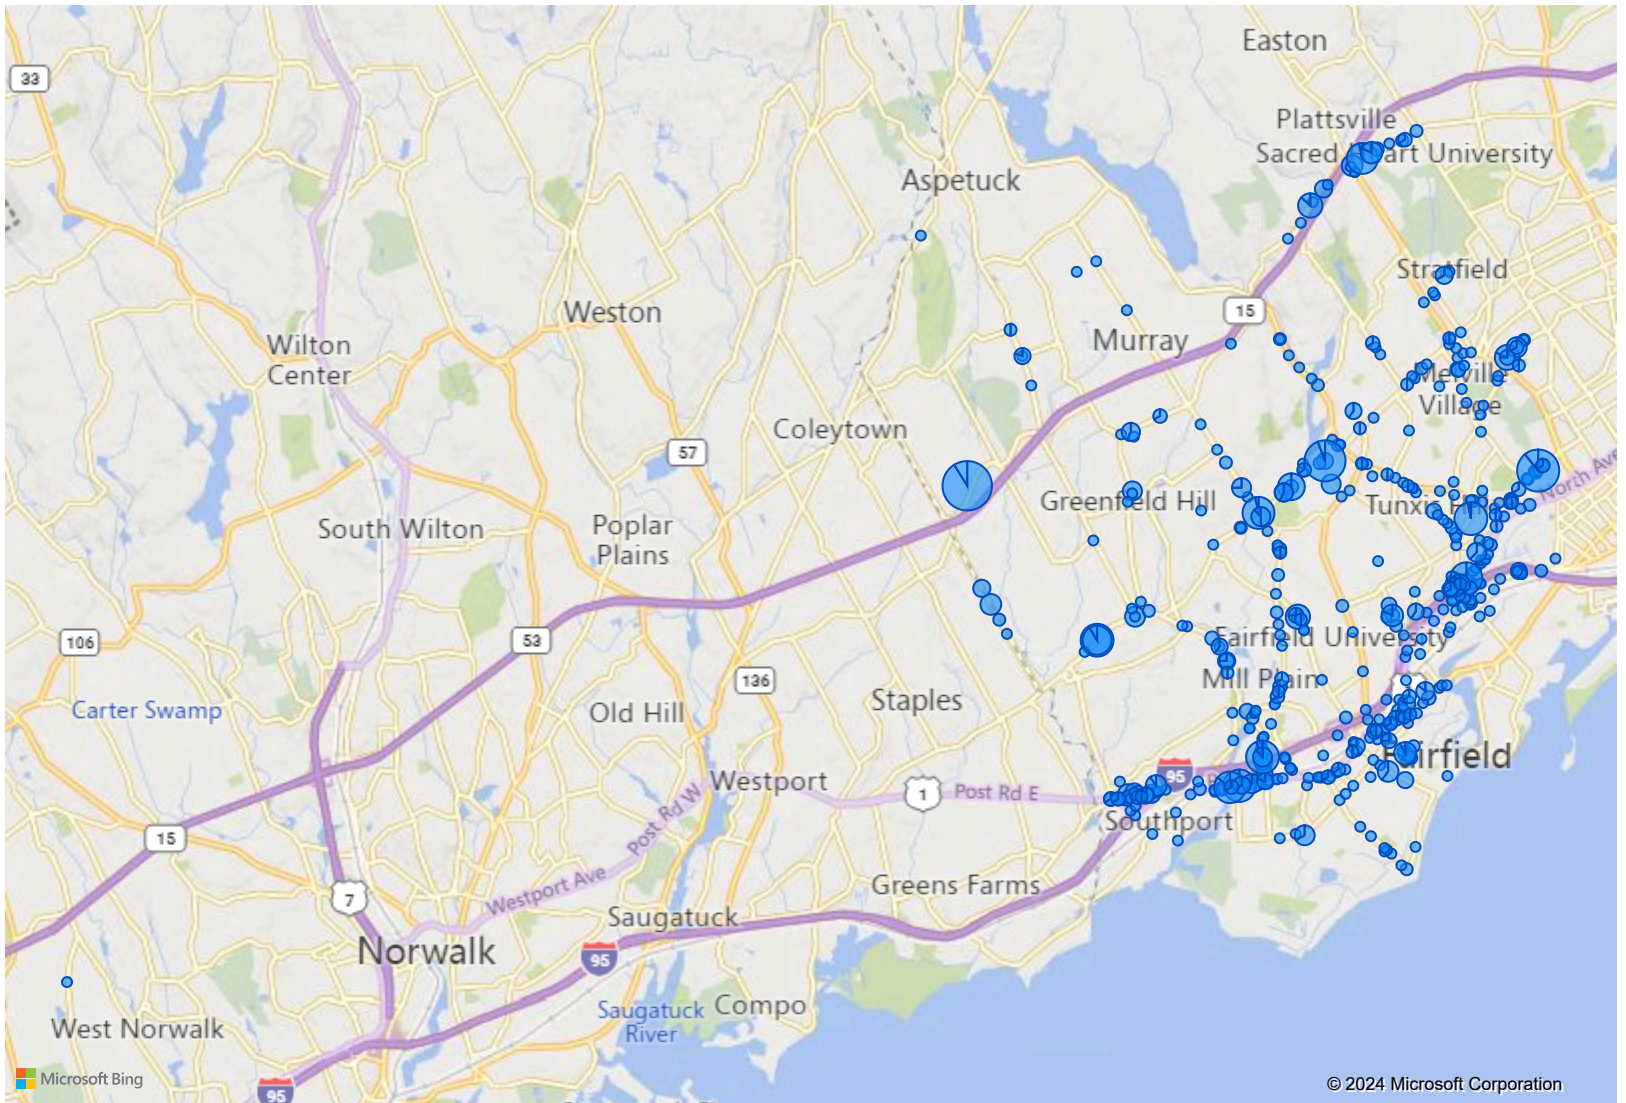 Easton
33
Plattsville
Sacred Heart University
Aspetuck
Stratfield
15
Weston
Murray
Wilton
Center
Melville
Village
Coleytown
57
North Ave
Greenfield Hill
Tunxis Hill
South Wilton
Poplar
Plains
106
53
Fairfield University
136
Mill Plain
Carter Swamp
Staples
Old Hill
Fairfield
95
Westport
1
Post Rd E
Post Rd W
Southport
15
Westport Ave
Greens Farms
7
Saugatuck
Norwalk
95
Saugatuck
River
Compo
West Norwalk
Microsoft Bing
95
© 2024 Microsoft Corporation